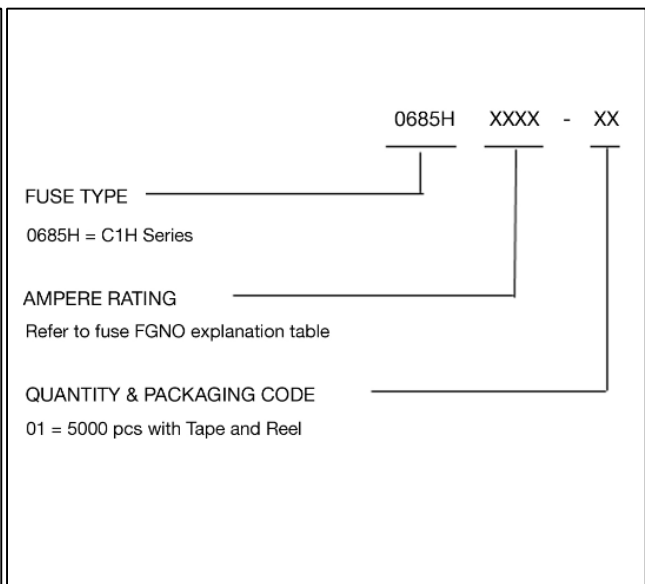 0685H XXXX - XX
FUSE TYPE
0685H = C1H Series
AMPERE RATING
Refer to fuse FGNO explanation table
QUANTITY & PACKAGING CODE
01 = 5000 pcs with Tape and Reel